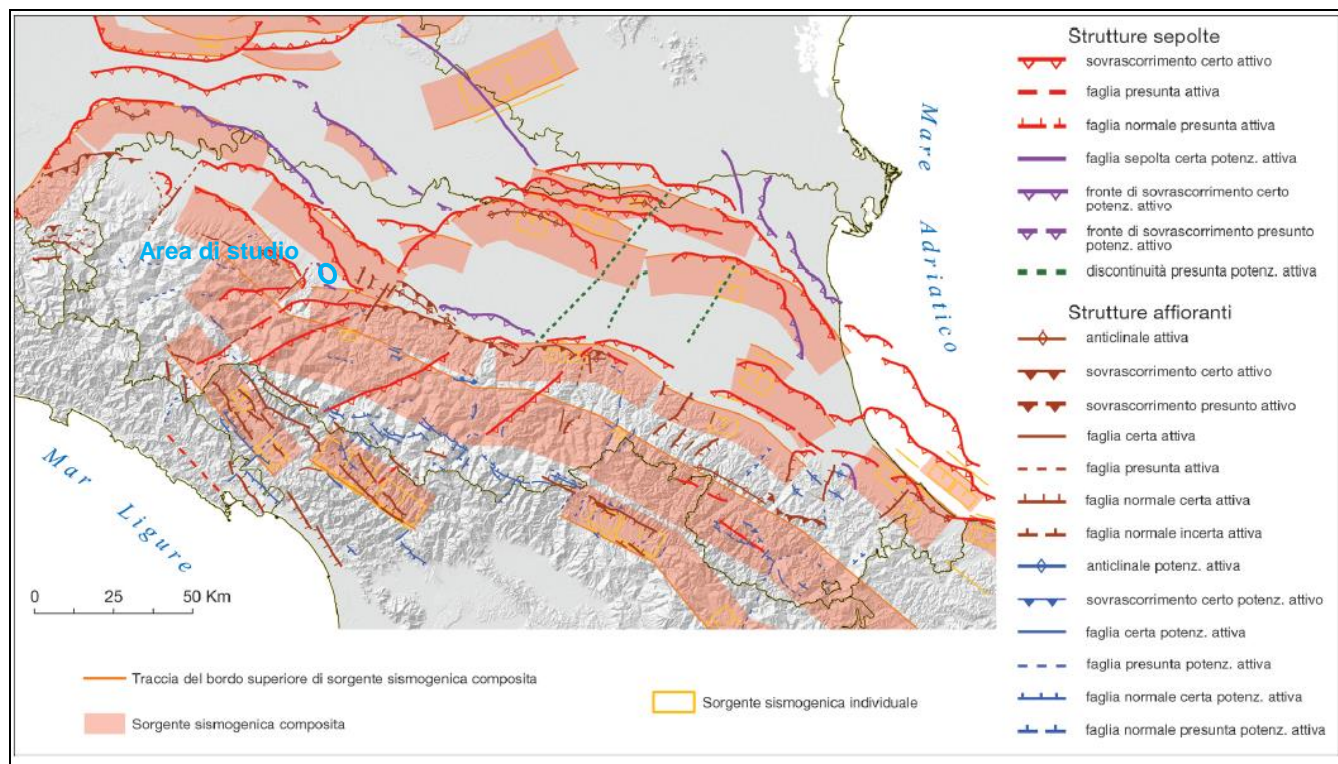 Area di studio
Mare
Adriatico
Mar Ligure
0 25 50 Km
Strutture sepolte
sovrascorrimento certo attivo
faglia presunta attiva
faglia normale presunta attiva
faglia sepolta certa potenz. attiva
fronte di sovrascorrimento certo
potenz. attivo
fronte di sovrascorrimento presunto
potenz. attivo
discontinuità presunta potenz. attiva
Strutture affioranti
anticlinale attiva
sovrascorrimento certo attivo
sovrascorrimento presunto attivo
faglia certa attiva
faglia presunta attiva
faglia normale certa attiva
faglia normale incerta attiva
anticlinale potenz. attiva
sovrascorrimento certo potenz. attivo
faglia certa potenz. attiva
faglia presunta potenz. attiva
faglia normale certa potenz. attiva
faglia normale presunta potenz. attiva
Traccia del bordo superiore di sorgente sismogenica composita
Sorgente sismogenica composita
Sorgente sismogenica individuale